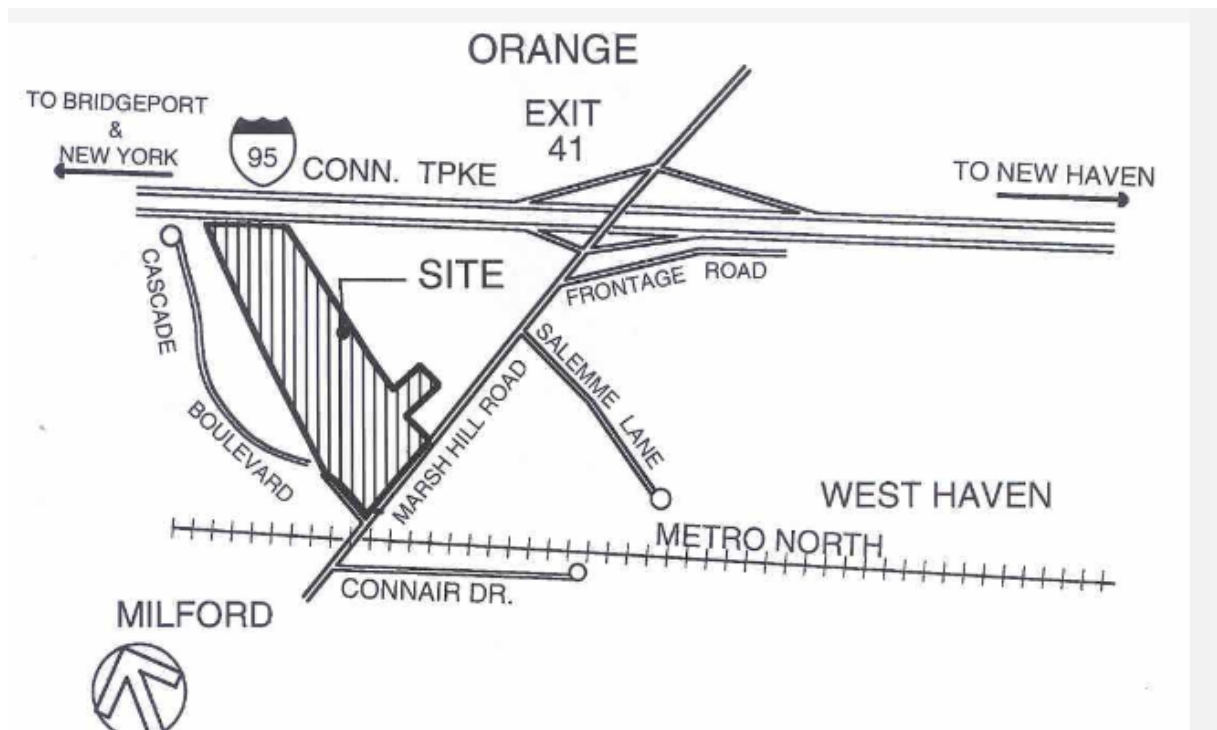 ORANGE
TO BRIDGEPORT
&
NEW YORK
95
CONN. TPKE
EXIT
41
TO NEW HAVEN
SITE
FRONTAGE ROAD
CASCADE
BOULEVARD
MARSH HILL ROAD
SALEMME LANE
WEST HAVEN
METRO NORTH
CONNAIR DR.
MILFORD